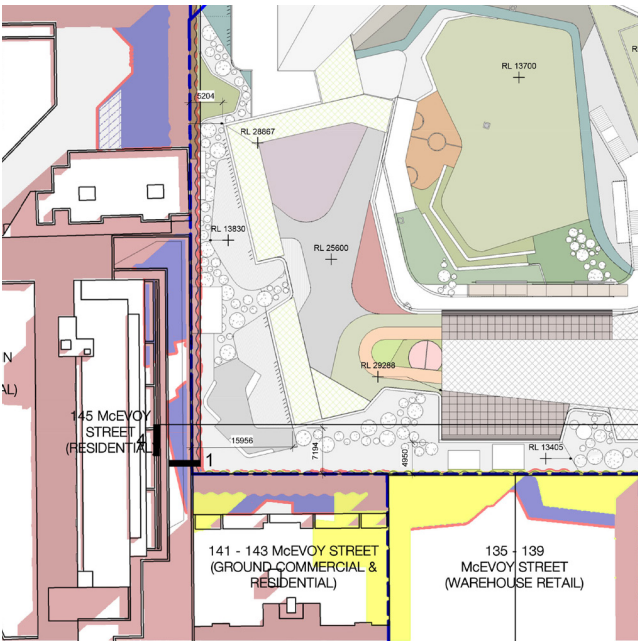 RL 13700
R
5204
RL 28867
RL 13830
RL 25600
N
AL)
RL 29288
145 McEVOY
STREET
(RESIDENTIAL)
4
1
15956
7194
4950
RL 13405
141 - 143 McEVOY STREET
(GROUND COMMERCIAL &
RESIDENTIAL)
135 - 139
McEVOY STREET
(WAREHOUSE RETAIL)